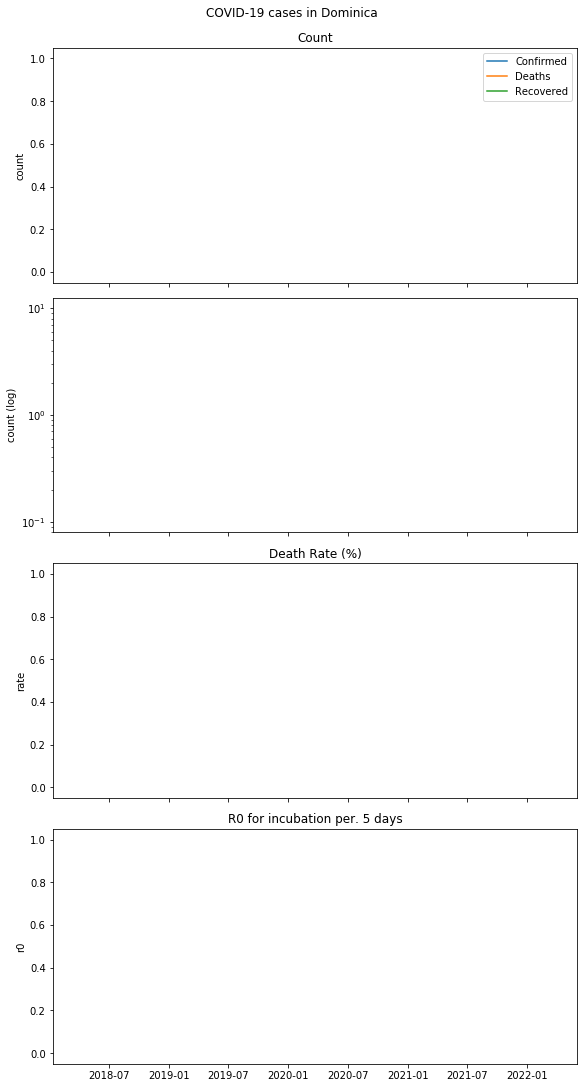 COVID-19 cases in Dominica
Count
1.0
0.8
0.6
0.4
0.2
0.0
count
Confirmed
Deaths
Recovered
10¹
10⁰
10⁻¹
count (log)
Death Rate (%)
1.0
0.8
0.6
0.4
0.2
0.0
rate
R0 for incubation per. 5 days
1.0
0.8
0.6
0.4
0.2
0.0
r0
2018-07 2019-01 2019-07 2020-01 2020-07 2021-01 2021-07 2022-01